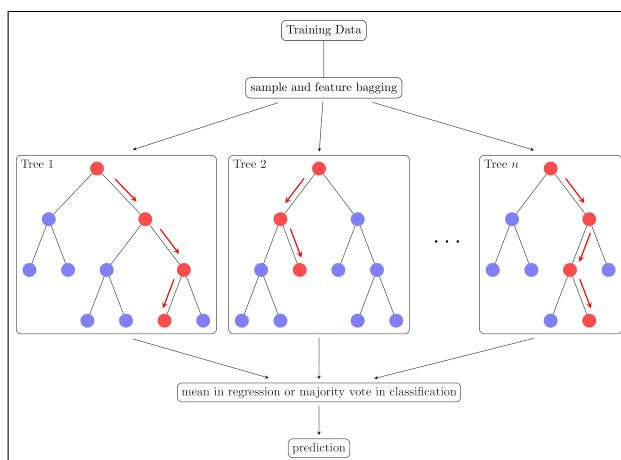 Training Data
sample and feature bagging
Tree 1
Tree 2
Tree n
...
mean in regression or majority vote in classification
prediction